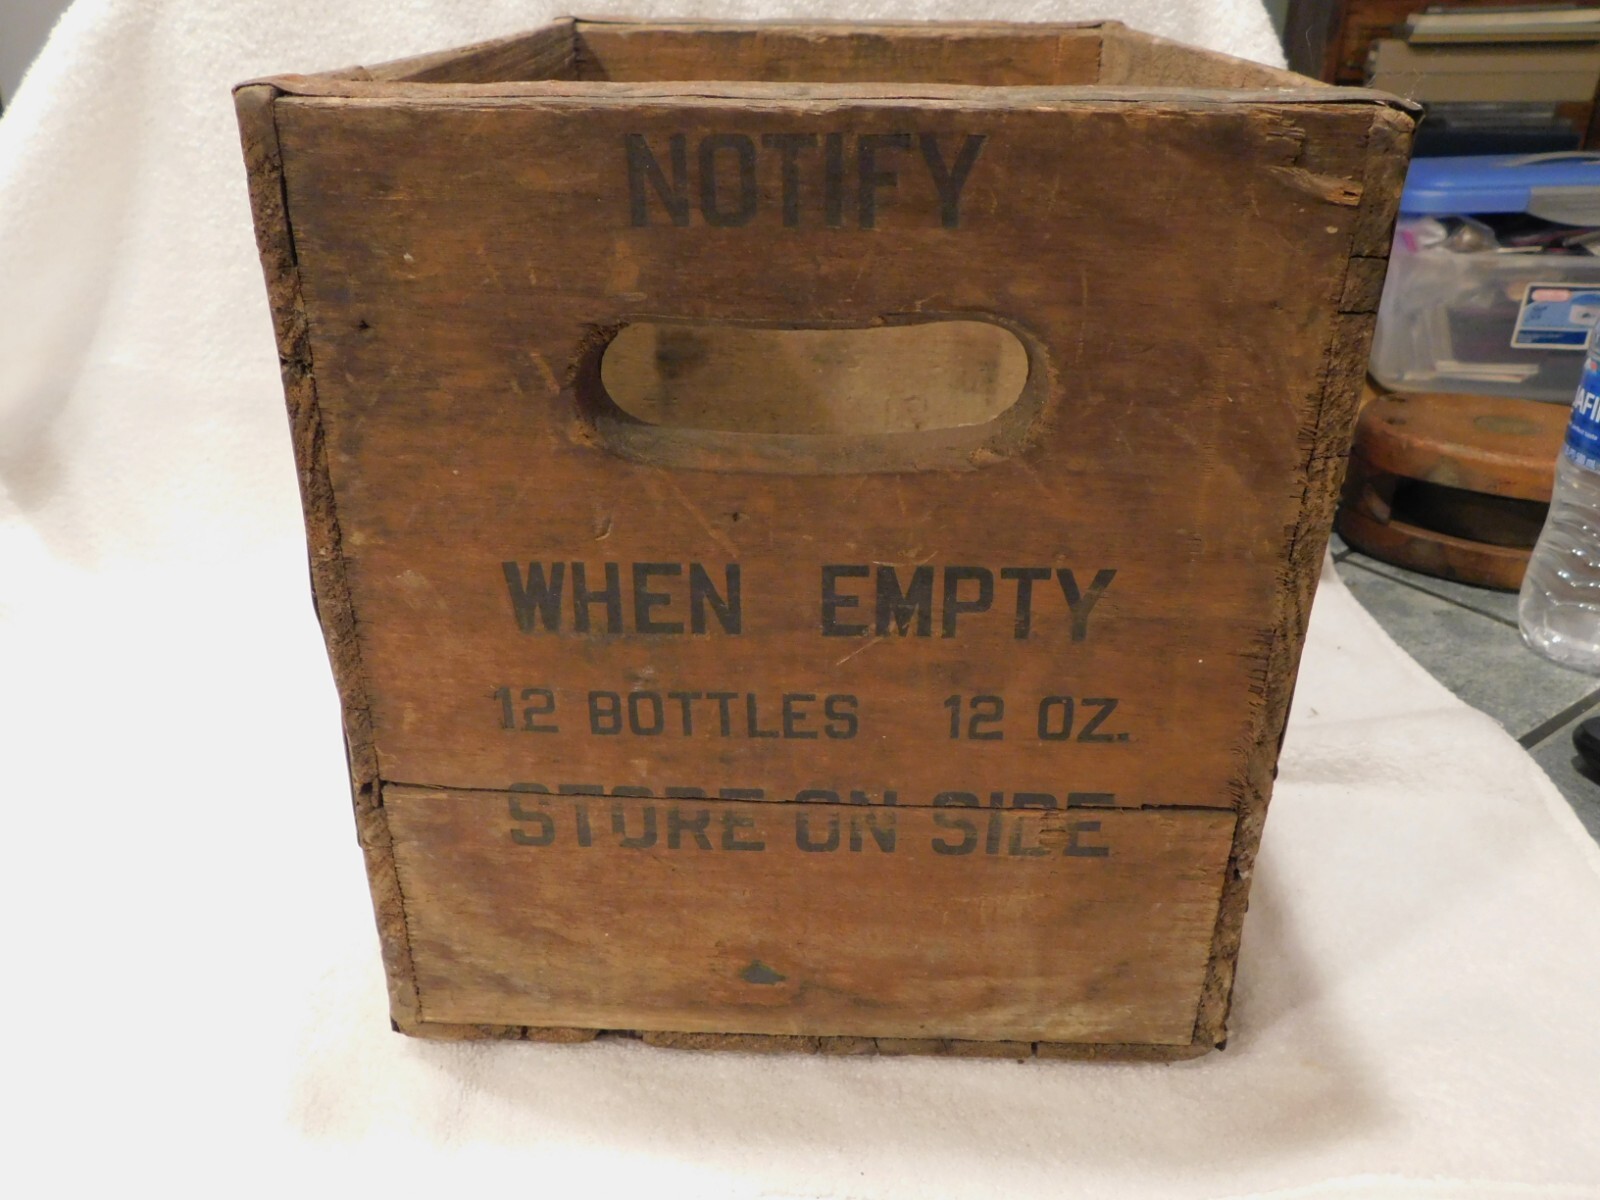 NOTIFY
WHEN EMPTY
12 BOTTLES 12 OZ.
STORE ON SIDE